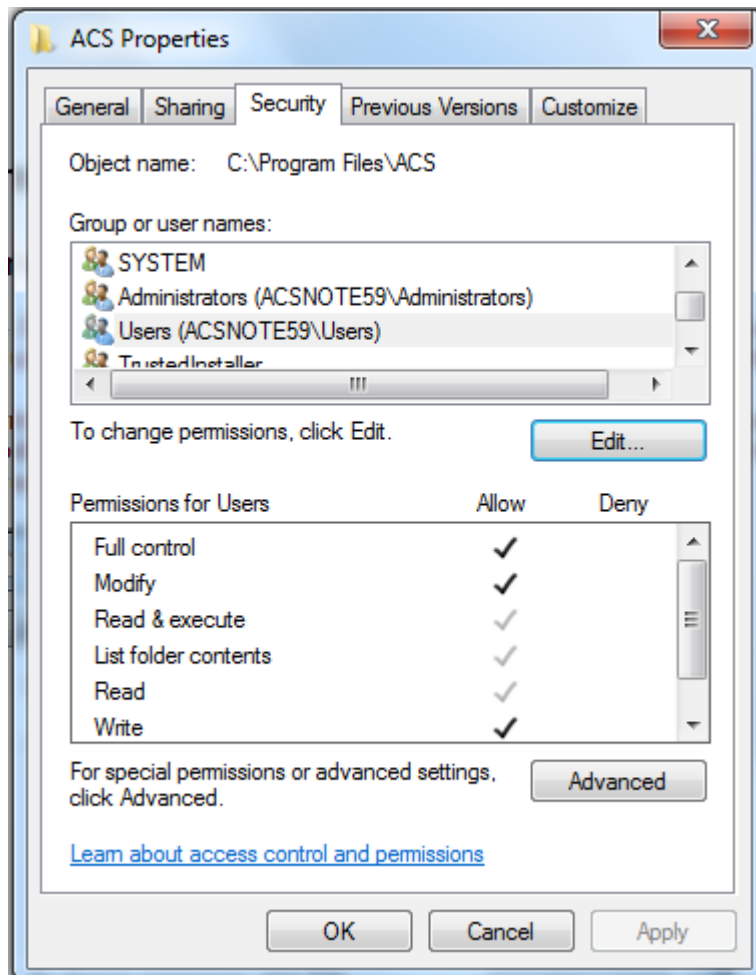 ACS Properties
General Sharing Security Previous Versions Customize
Object name: C:\Program Files\ACS
Group or user names:
SYSTEM
Administrators (ACSNOTE59\Administrators)
Users (ACSNOTE59\Users)
TrustedInstaller
To change permissions, click Edit.
Edit...
Permissions for Users Allow Deny
Full control
Modify
Read & execute
List folder contents
Read
Write
For special permissions or advanced settings,
click Advanced.
Advanced
Learn about access control and permissions
OK Cancel Apply